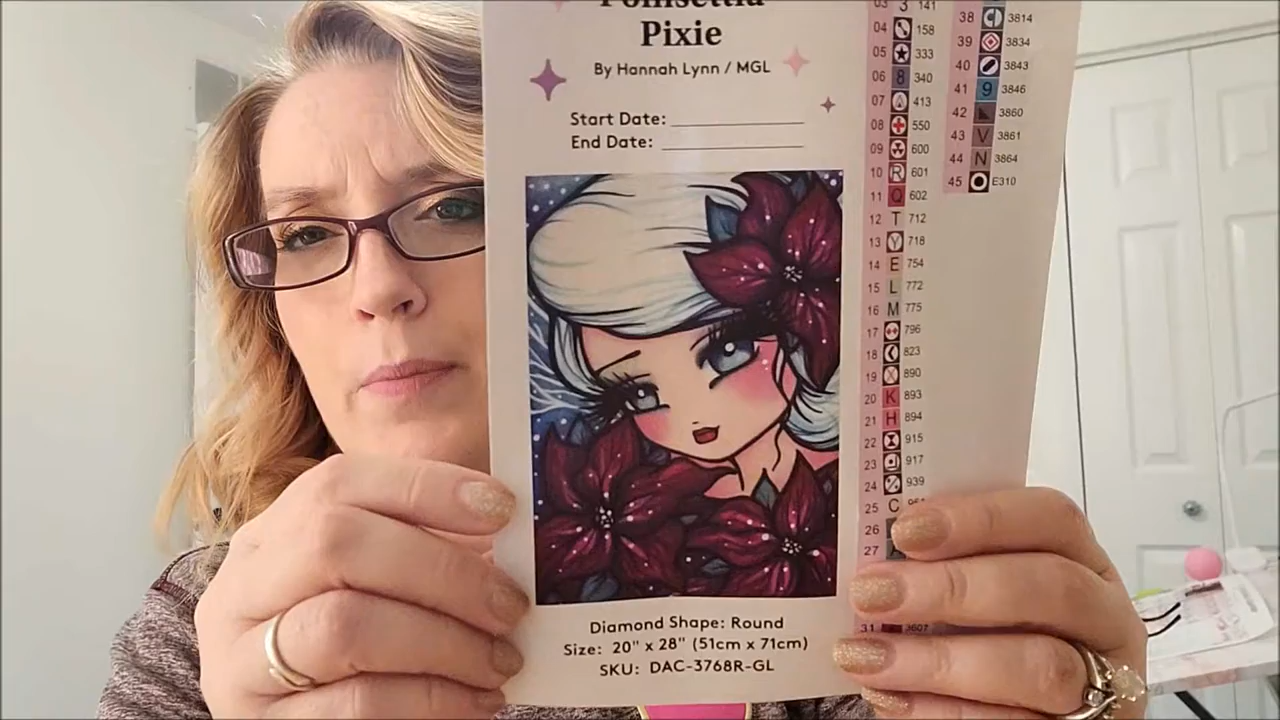 Poinsettia
Pixie
By Hannah Lynn / MGL
Start Date:
End Date:
Diamond Shape: Round
Size: 20" x 28" (51cm x 71cm)
SKU: DAC-3768R-GL
03 3 141
04 158
05 333
06 8 340
07 413
08 550
09 600
10 R 601
11 Q 602
12 T 712
13 Y 718
14 E 754
15 L 772
16 M 775
17 796
18 823
19 890
20 K 893
21 H 894
22 915
23 917
24 939
25 C
26
27
31 3607
38 3814
39 3834
40 3843
41 9 3846
42 3860
43 V 3861
44 N 3864
45 O E310